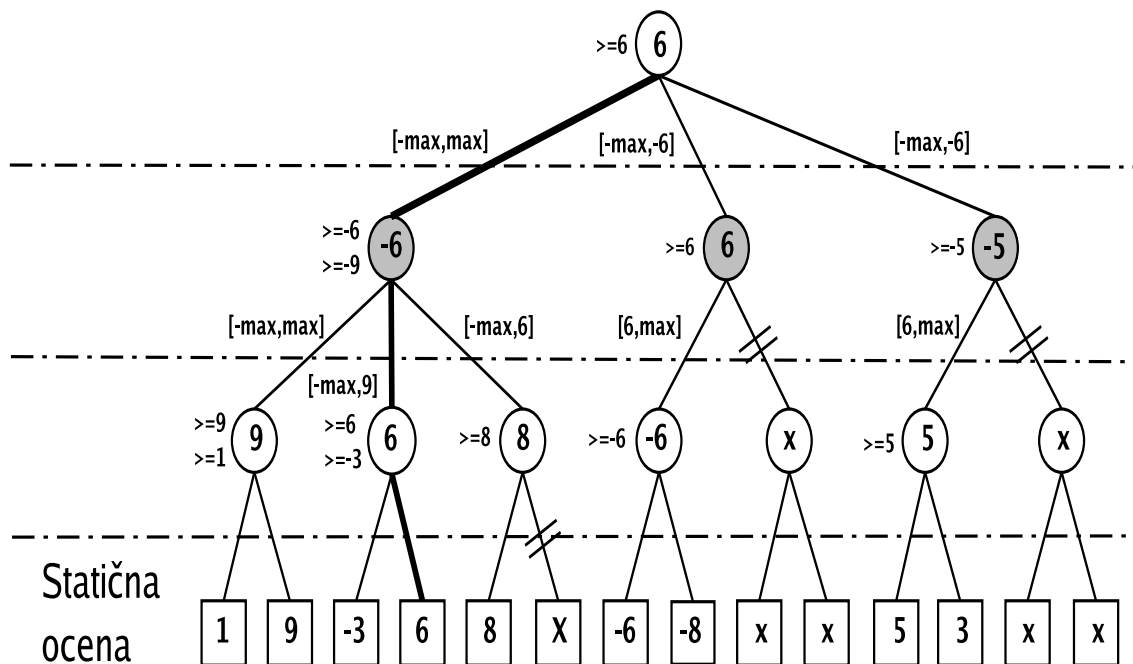 >=6 6
[-max,max] [-max,-6] [-max,-6]
>=-6
-6 >=6 6 >=-5 -5
>=-9
[-max,max] [-max,6] [6,max] [6,max]
[-max,9]
>=9 >=6
9 6 >=8 8 >=-6 -6 x >=5 5 x
>=1 >=-3
Statična
1 9 -3 6 8 X -6 -8 x x 5 3 x x
ocena